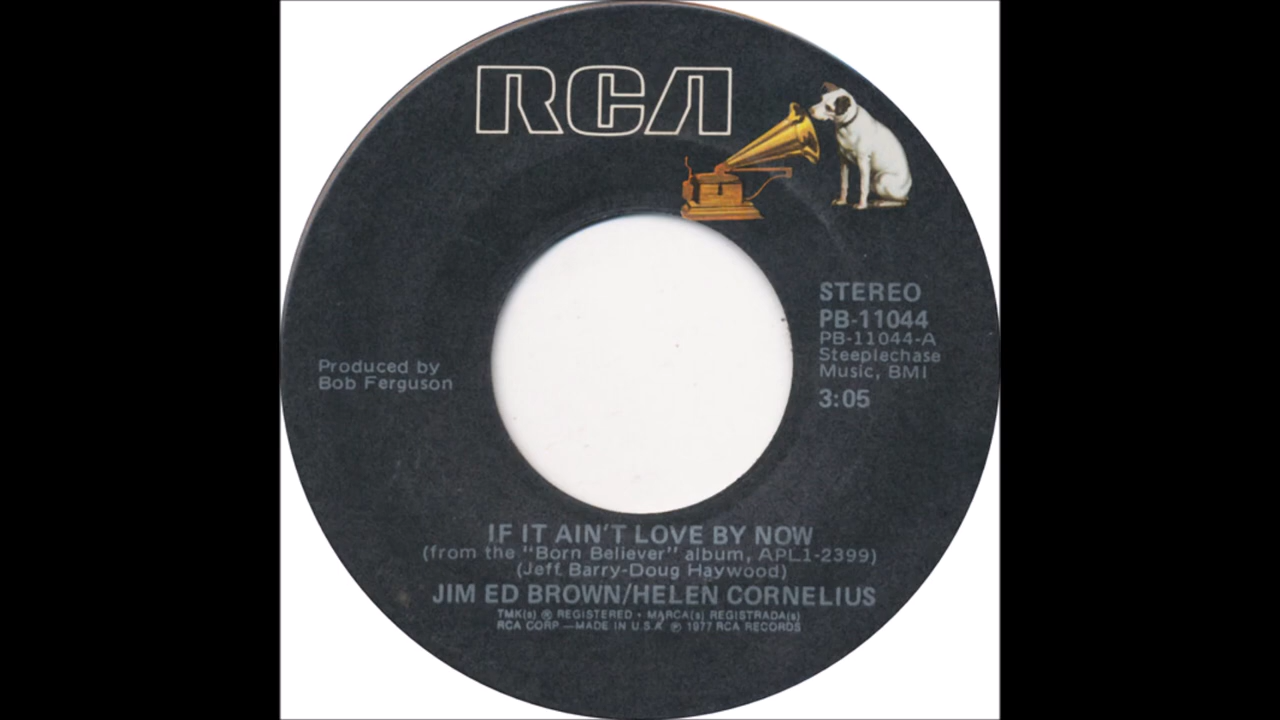 RCA
STEREO
PB-11044
PB-11044-A
Steeplechase
Music, BMI
3:05
Produced by
Bob Ferguson
IF IT AIN'T LOVE BY NOW
(from the "Born Believer" album, APL1-2399)
(Jeff Barry-Doug Haywood)
JIM ED BROWN/HELEN CORNELIUS
TMK(s) ® REGISTERED • MARCA(s) REGISTRADA(s)
RCA CORP.—MADE IN U.S.A. ℗ 1977 RCA RECORDS